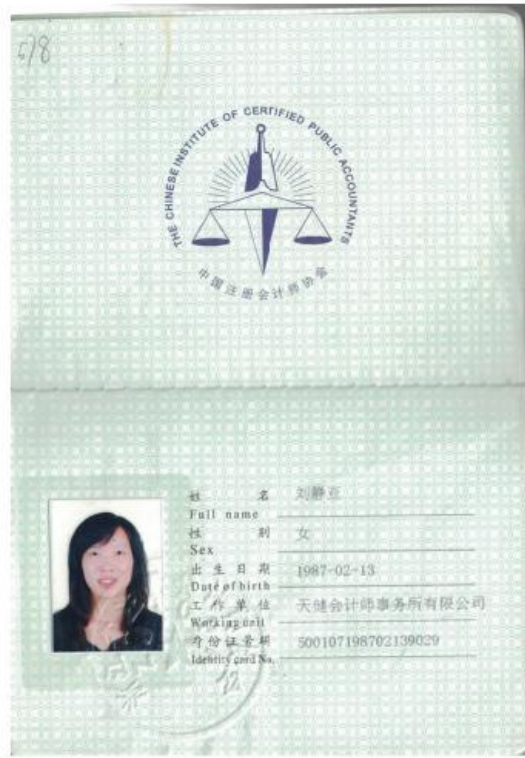 THE CHINESE INSTITUTE OF CERTIFIED PUBLIC ACCOUNTANTS
中国注册会计师协会
姓 名 刘静
Full name
性 别 女
Sex
出生日期 1987-02-13
Date of birth
工作单位 天健会计师事务所有限公司
Working unit
身份证号码 500107198702139029
Identity card No.